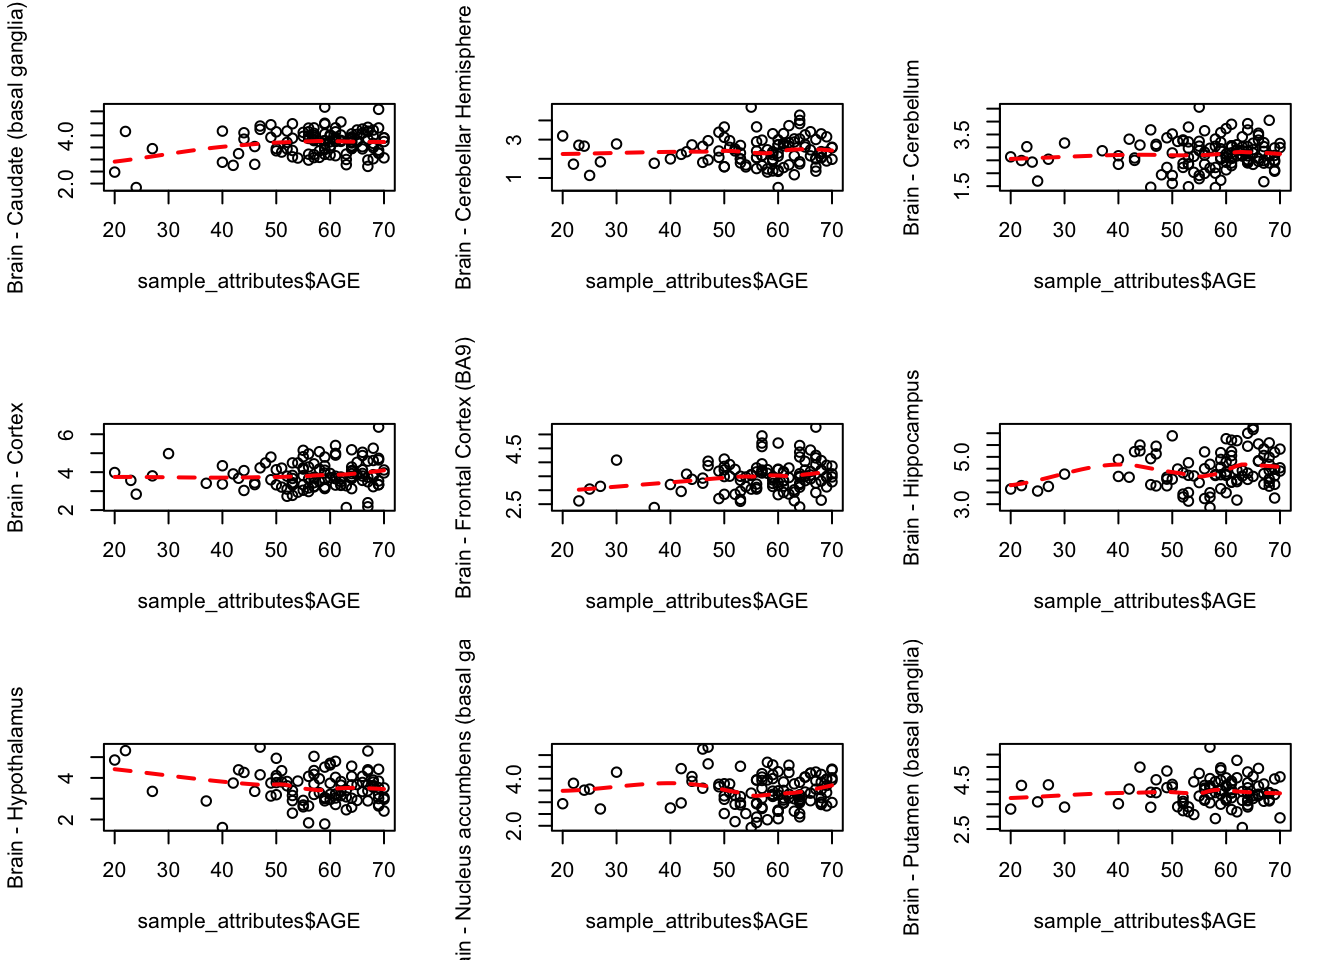 Brain - Caudate (basal ganglia)
2.0 4.0
20 30 40 50 60 70
sample_attributes$AGE
Brain - Cerebellar Hemisphere
1 3
20 30 40 50 60 70
sample_attributes$AGE
Brain - Cerebellum
1.5 3.5
20 30 40 50 60 70
sample_attributes$AGE
Brain - Cortex
2 4 6
20 30 40 50 60 70
sample_attributes$AGE
Brain - Frontal Cortex (BA9)
2.5 4.5
20 30 40 50 60 70
sample_attributes$AGE
Brain - Hippocampus
3.0 5.0
20 30 40 50 60 70
sample_attributes$AGE
Brain - Hypothalamus
2 4
20 30 40 50 60 70
sample_attributes$AGE
ain - Nucleus accumbens (basal ga
2.0 4.0
20 30 40 50 60 70
sample_attributes$AGE
Brain - Putamen (basal ganglia)
2.5 4.5
20 30 40 50 60 70
sample_attributes$AGE